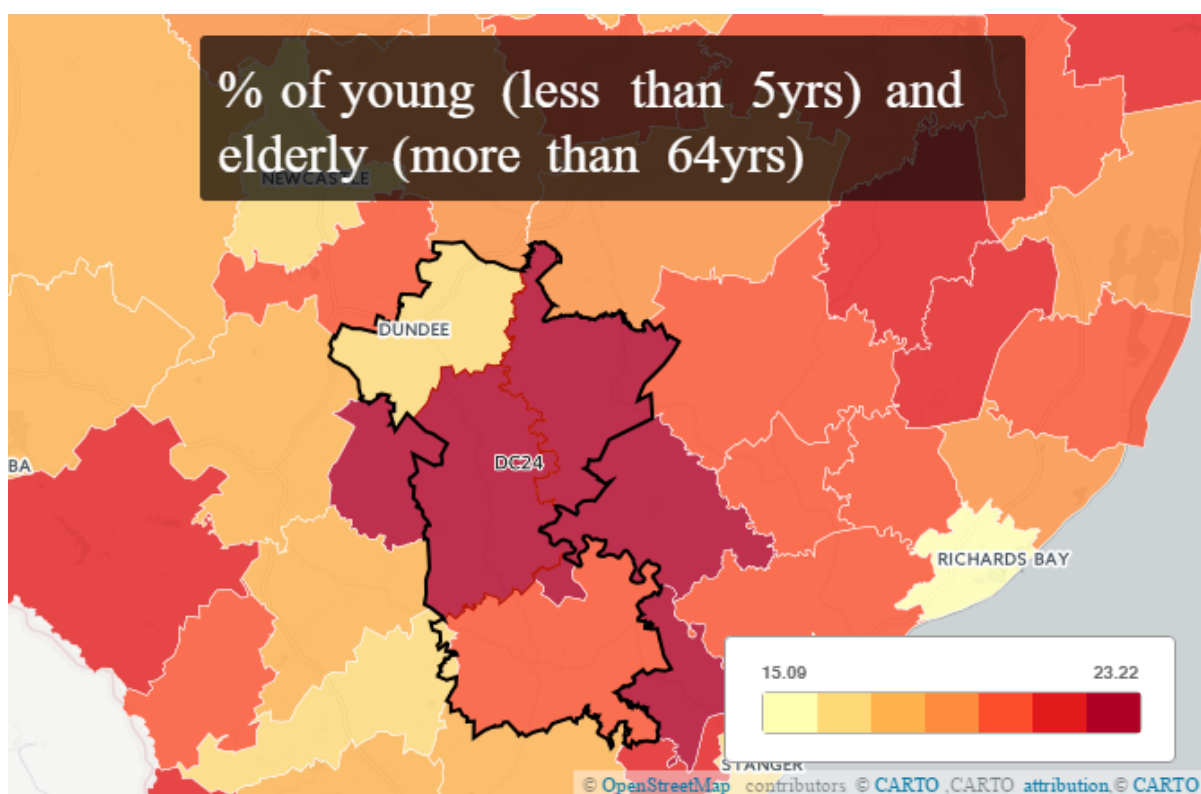 % of young (less than 5yrs) and
elderly (more than 64yrs)
NEWCASTLE
DUNDEE
BA
DC24
RICHARDS BAY
15.09 23.22
STANGER
© OpenStreetMap contributors © CARTO ,CARTO attribution,© CARTO